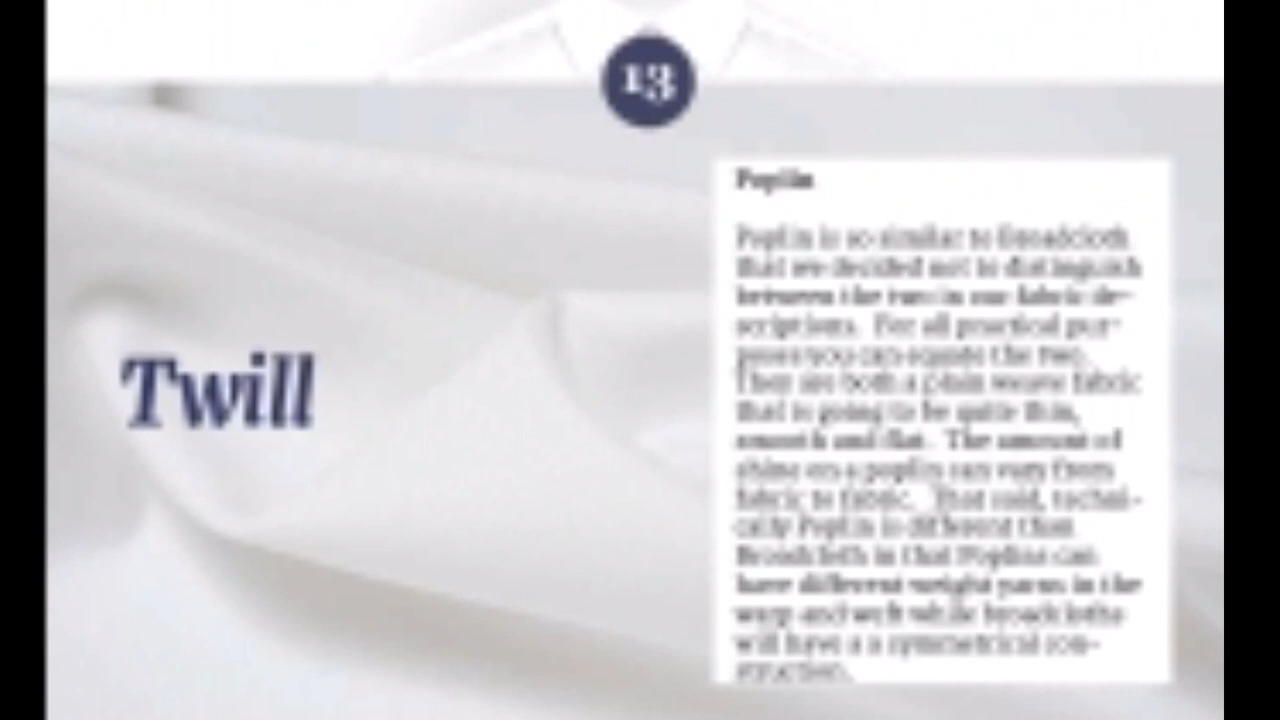 13
Twill
Poplin
Poplin is so similar to Broadcloth
that we decided not to distinguish
between the two in our fabric de-
scriptions. For all practical pur-
poses you can equate the two.
They are both a plain weave fabric
that is going to be quite thin,
smooth and flat. The amount of
shine on a poplin can vary from
fabric to fabric. That said, techni-
cally Poplin is different than
Broadcloth in that Poplins can
have different weight yarns in the
warp and weft while broadcloths
will have a a symmetrical con-
struction.